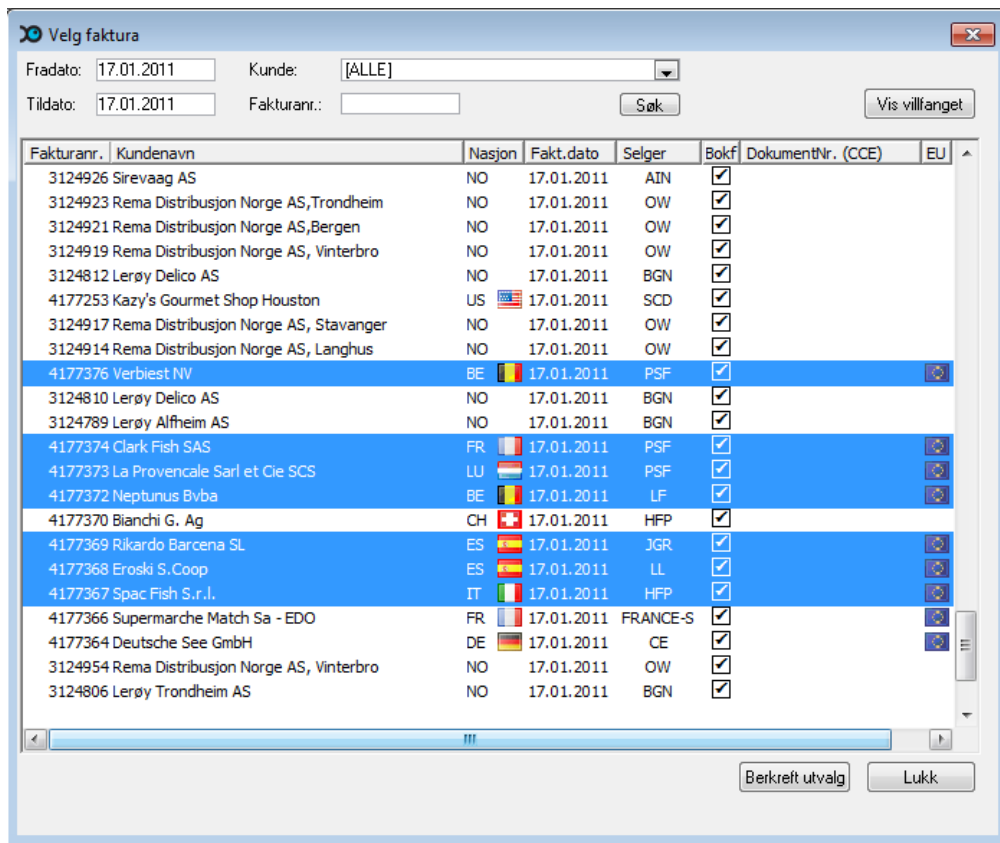 Velg faktura
Fradato: 17.01.2011 Kunde: [ALLE]
Tildato: 17.01.2011 Fakturanr.: Søk Vis villfanget
Fakturanr. Kundenavn Nasjon Fakt.dato Selger Bokf DokumentNr. (CCE) EU
3124926 Sirevaag AS NO 17.01.2011 AIN
3124923 Rema Distribusjon Norge AS,Trondheim NO 17.01.2011 OW
3124921 Rema Distribusjon Norge AS,Bergen NO 17.01.2011 OW
3124919 Rema Distribusjon Norge AS, Vinterbro NO 17.01.2011 OW
3124812 Lerøy Delico AS NO 17.01.2011 BGN
4177253 Kazy's Gourmet Shop Houston US 17.01.2011 SCD
3124917 Rema Distribusjon Norge AS, Stavanger NO 17.01.2011 OW
3124914 Rema Distribusjon Norge AS, Langhus NO 17.01.2011 OW
4177376 Verbiest NV BE 17.01.2011 PSF
3124810 Lerøy Delico AS NO 17.01.2011 BGN
3124789 Lerøy Alfheim AS NO 17.01.2011 BGN
4177374 Clark Fish SAS FR 17.01.2011 PSF
4177373 La Provencale Sarl et Cie SCS LU 17.01.2011 PSF
4177372 Neptunus Bvba BE 17.01.2011 LF
4177370 Bianchi G. Ag CH 17.01.2011 HFP
4177369 Rikardo Barcena SL ES 17.01.2011 JGR
4177368 Eroski S.Coop ES 17.01.2011 LL
4177367 Spac Fish S.r.l. IT 17.01.2011 HFP
4177366 Supermarche Match Sa - EDO FR 17.01.2011 FRANCE-S
4177364 Deutsche See GmbH DE 17.01.2011 CE
3124954 Rema Distribusjon Norge AS, Vinterbro NO 17.01.2011 OW
3124806 Lerøy Trondheim AS NO 17.01.2011 BGN
Berkreft utvalg Lukk